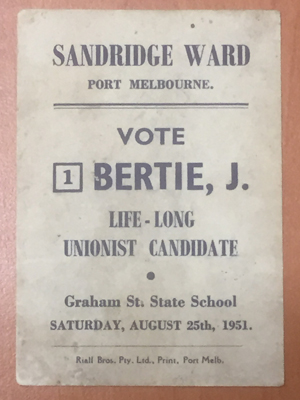 SANDRIDGE WARD
PORT MELBOURNE.
VOTE
1 BERTIE, J.
LIFE-LONG
UNIONIST CANDIDATE
Graham St. State School
SATURDAY, AUGUST 25th, 1951.
Rialf Bros. Pty. Ltd., Print, Port Melb.